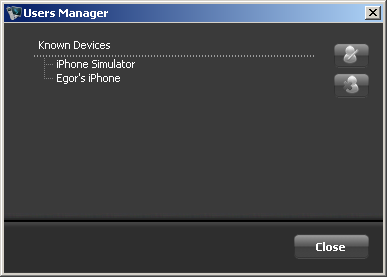 Users Manager
Known Devices
iPhone Simulator
Egor's iPhone
Close